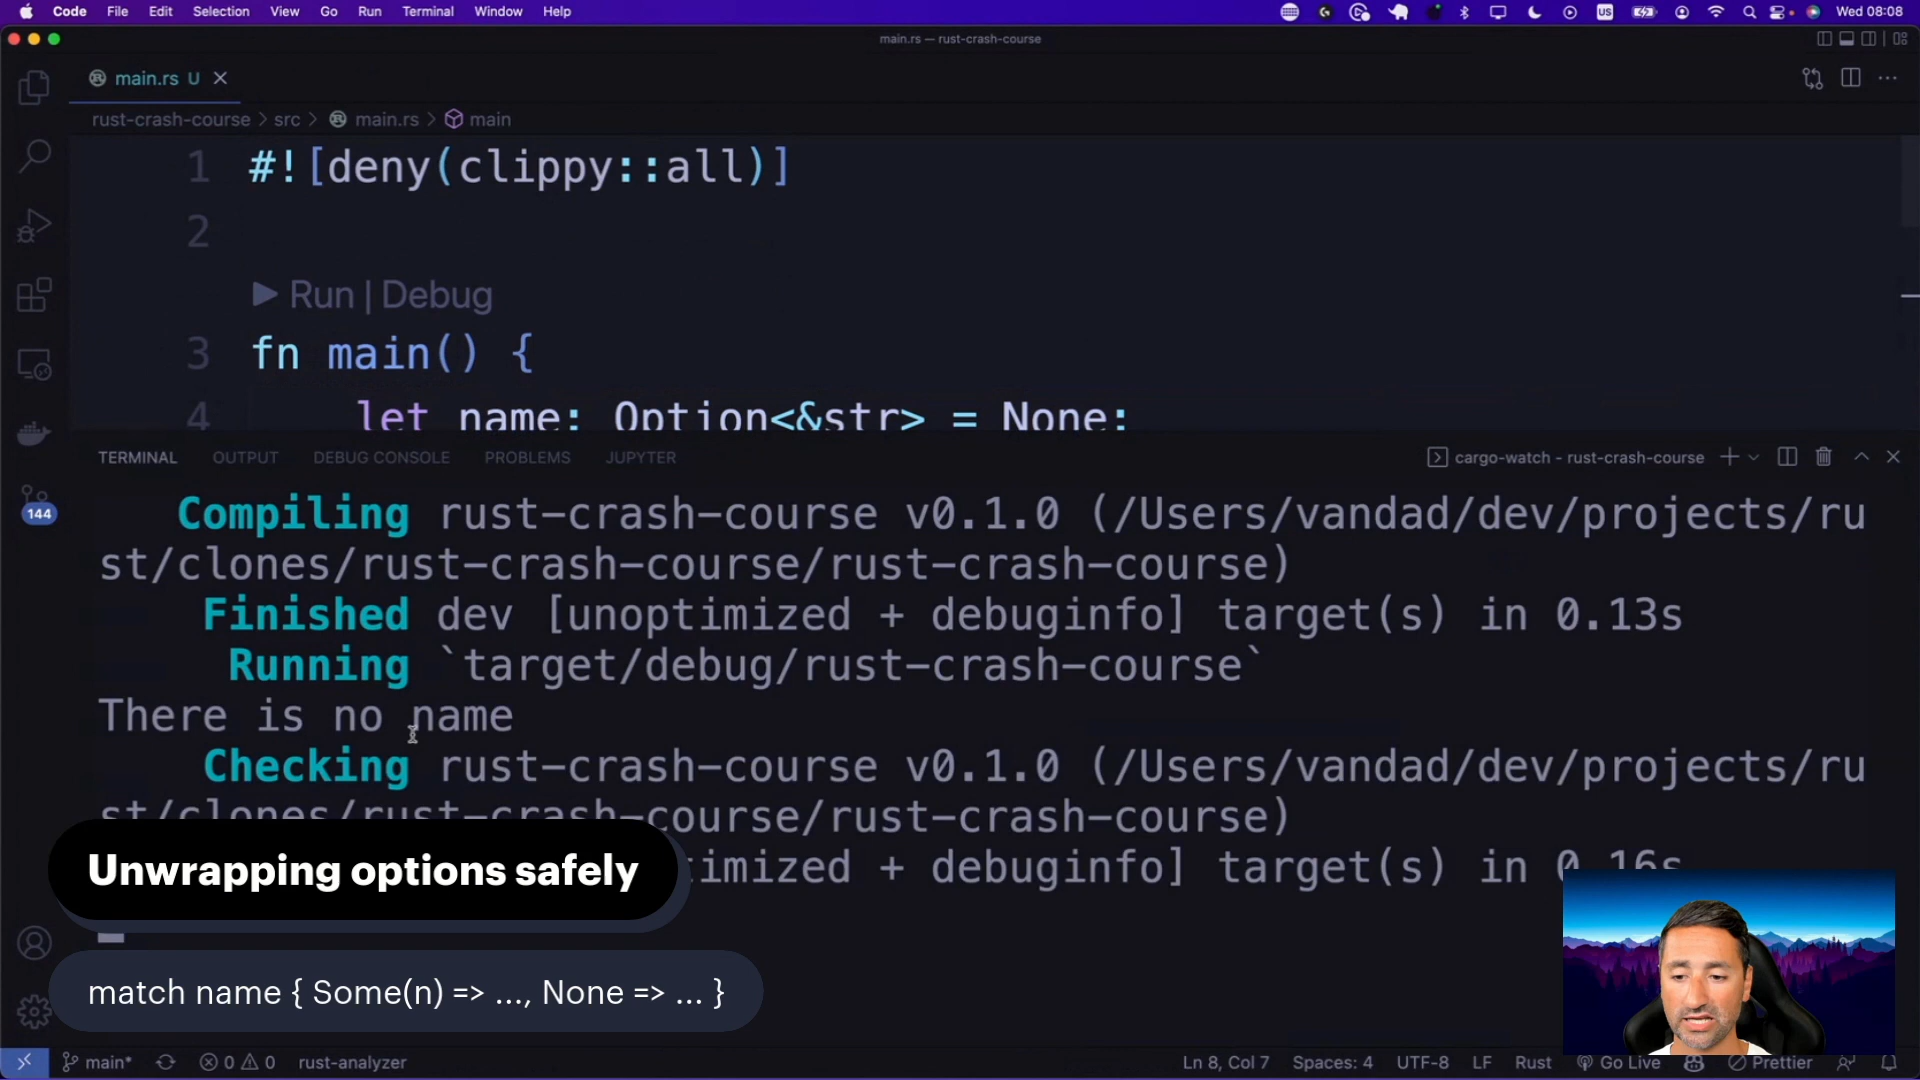 Code File Edit Selection View Go Run Terminal Window Help US Wed 08:08
main.rs — rust-crash-course
main.rs U
rust-crash-course > src > main.rs > main
1 #![deny(clippy::all)]
2
Run | Debug
3 fn main() {
4 let name: Option<&str> = None;
TERMINAL OUTPUT DEBUG CONSOLE PROBLEMS JUPYTER cargo-watch - rust-crash-course
Compiling rust-crash-course v0.1.0 (/Users/vandad/dev/projects/ru
st/clones/rust-crash-course/rust-crash-course)
Finished dev [unoptimized + debuginfo] target(s) in 0.13s
Running `target/debug/rust-crash-course`
There is no name
Checking rust-crash-course v0.1.0 (/Users/vandad/dev/projects/ru
st/clones/rust-crash-course/rust-crash-course)
timized + debuginfo] target(s) in 0.16s
144
Unwrapping options safely
match name { Some(n) => ..., None => ... }
main* 0 0 rust-analyzer Ln 8, Col 7 Spaces: 4 UTF-8 LF Rust Go Live Prettier